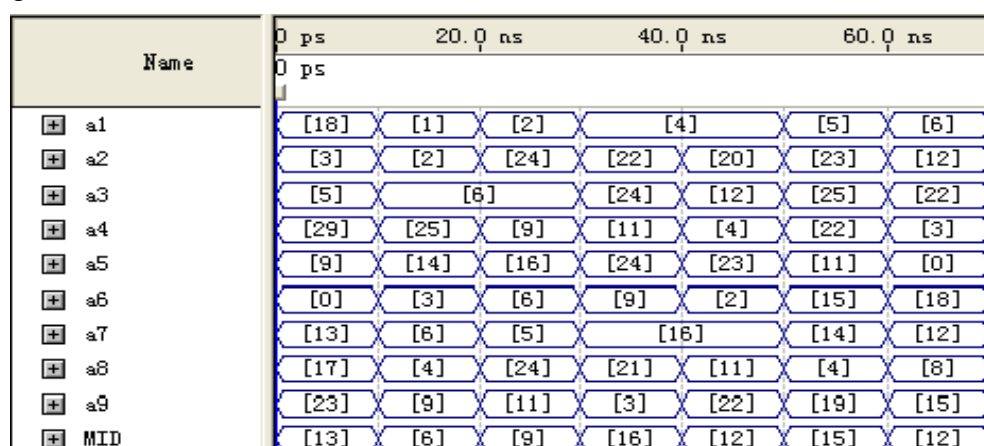 0 ps 20.0 ns 40.0 ns 60.0 ns
Name
0 ps
a1 [18] [1] [2] [4] [5] [6]
a2 [3] [2] [24] [22] [20] [23] [12]
a3 [5] [6] [24] [12] [25] [22]
a4 [29] [25] [9] [11] [4] [22] [3]
a5 [9] [14] [16] [24] [23] [11] [0]
a6 [0] [3] [6] [9] [2] [15] [18]
a7 [13] [6] [5] [16] [14] [12]
a8 [17] [4] [24] [21] [11] [4] [8]
a9 [23] [9] [11] [3] [22] [19] [15]
MID [13] [6] [9] [16] [12] [15] [12]